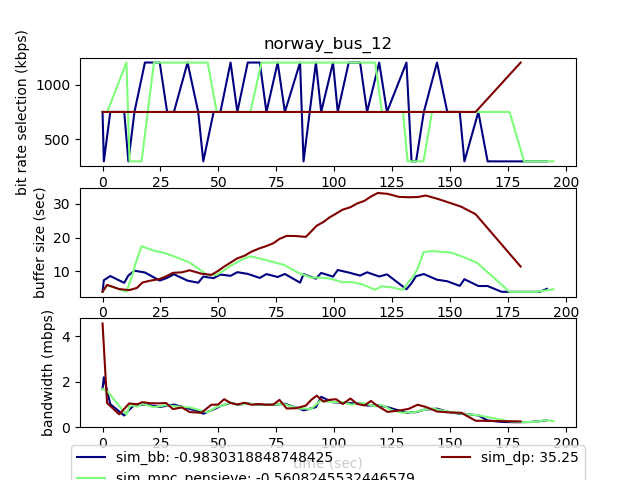 norway_bus_12
bit rate selection (kbps)
1000
500
0 25 50 75 100 125 150 175 200
buffer size (sec)
30
20
10
0 25 50 75 100 125 150 175 200
bandwidth (mbps)
4
2
0
0 25 50 75 100 125 150 175 200
time (sec)
sim_bb: -0.9830318848748425
sim_dp: 35.25
sim_mpc_pensieve: -0.5608245532446579